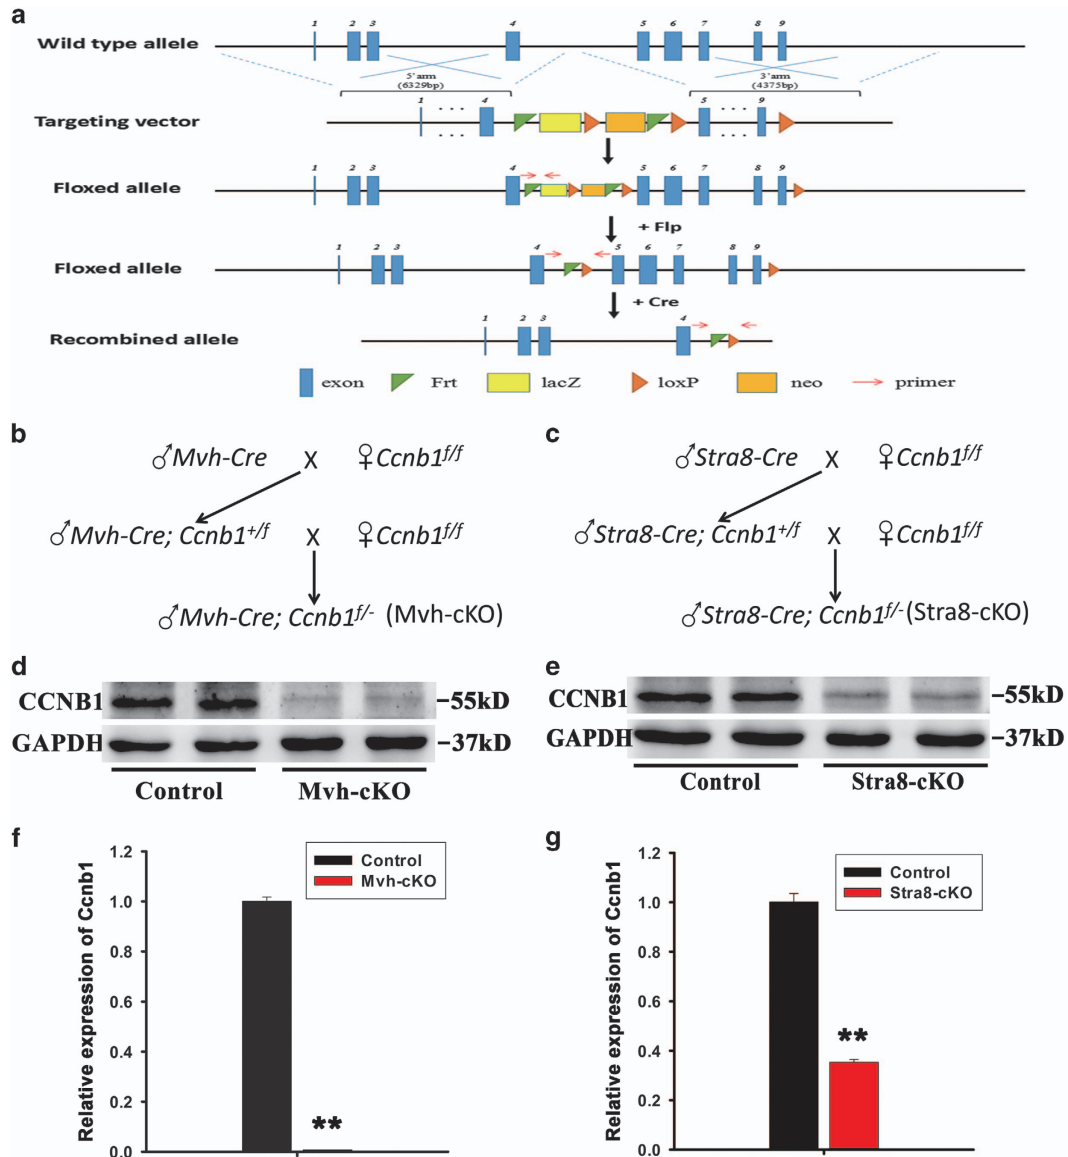 a
1 2 3 4 5 6 7 8 9
Wild type allele
5'arm
(6329bp)
3'arm
(4375bp)
1 ... 4 5 ... 9
Targeting vector
... ...
1 2 3 4 5 6 7 8 9
Floxed allele
+ Flp
1 2 3 4 5 6 7 8 9
Floxed allele
+ Cre
1 2 3 4
Recombined allele
exon Frt lacZ loxP neo primer
b
♂Mvh-Cre X ♀Ccnb1f/f
♂Mvh-Cre; Ccnb1+/f X ♀Ccnb1f/f
♂Mvh-Cre; Ccnb1f/- (Mvh-cKO)
c
♂Stra8-Cre X ♀Ccnb1f/f
♂Stra8-Cre; Ccnb1+/f X ♀Ccnb1f/f
♂Stra8-Cre; Ccnb1f/- (Stra8-cKO)
d
CCNB1 –55kD
GAPDH –37kD
Control Mvh-cKO
e
CCNB1 –55kD
GAPDH –37kD
Control Stra8-cKO
f
Relative expression of Ccnb1
1.2
1.0
0.8
0.6
0.4
0.2
0.0
Control
Mvh-cKO
**
g
Relative expression of Ccnb1
1.2
1.0
0.8
0.6
0.4
0.2
0.0
Control
Stra8-cKO
**